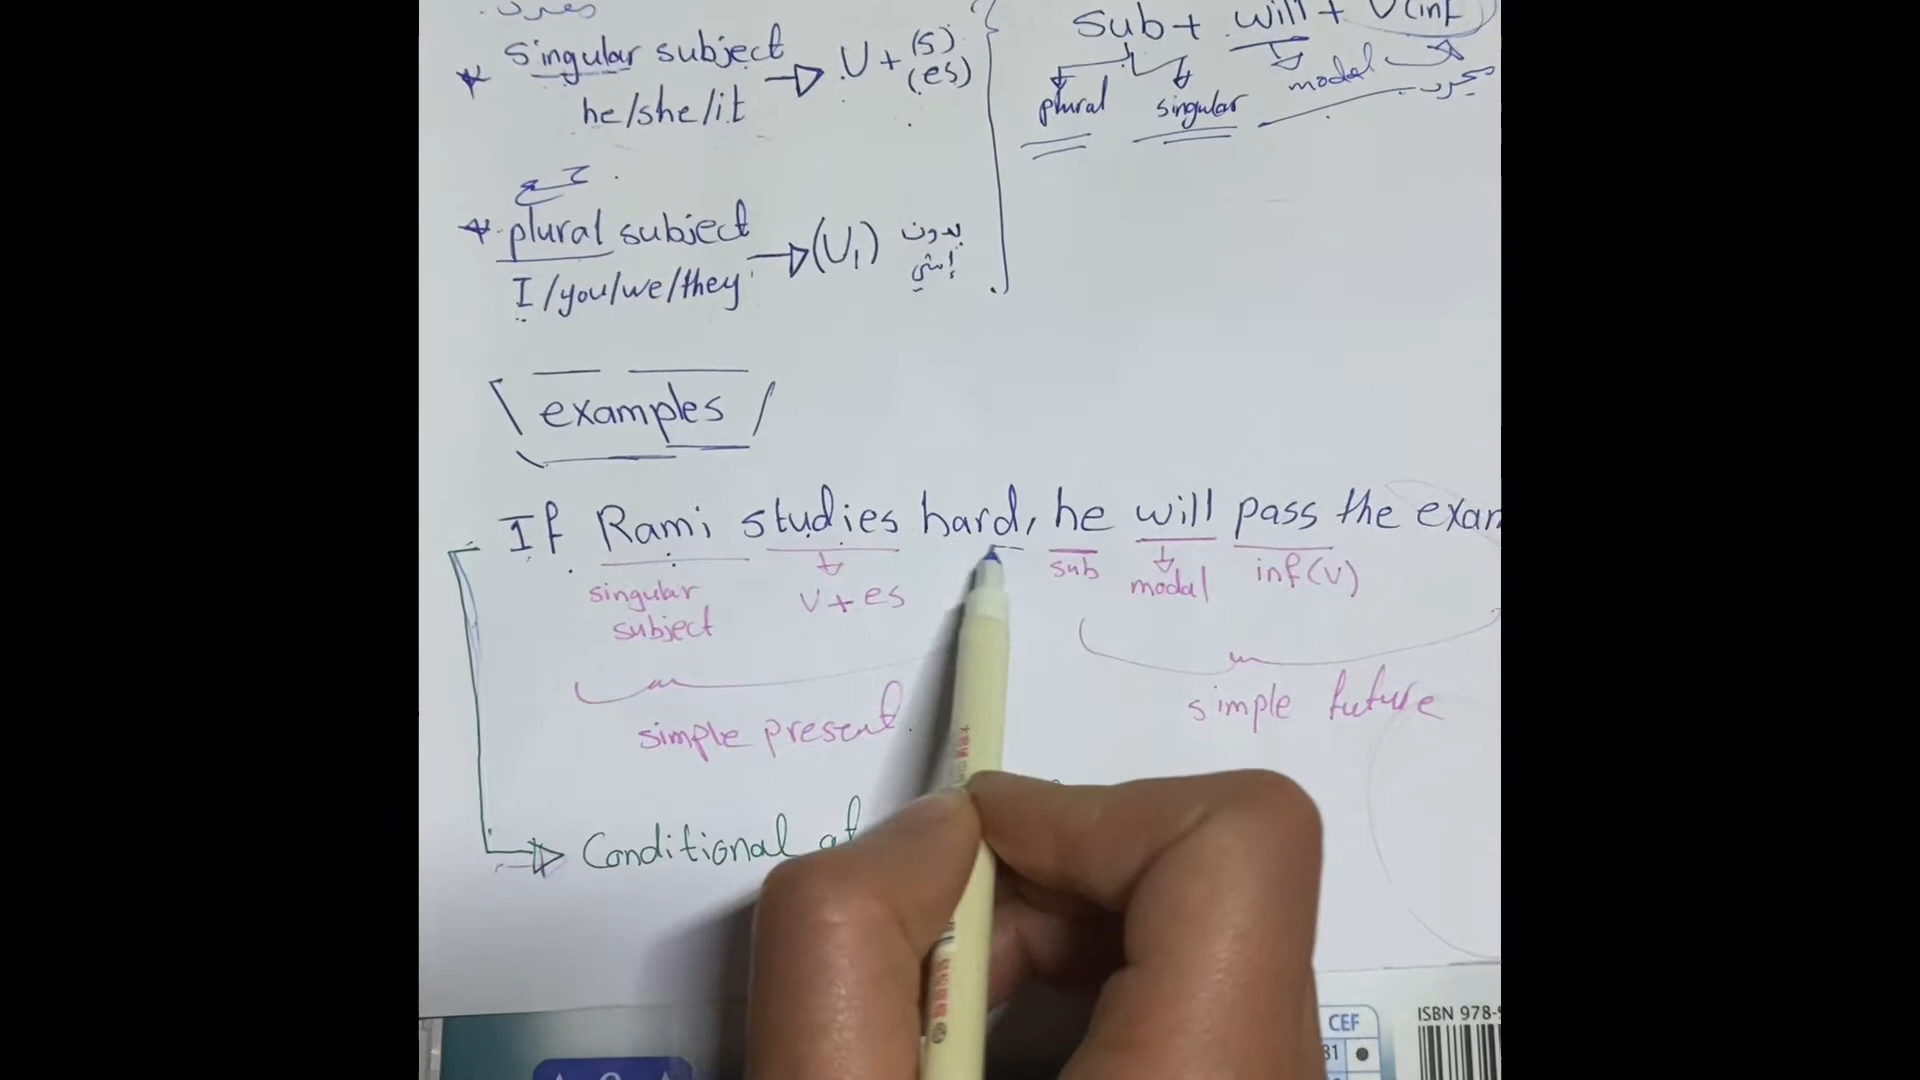 مفرد
* singular subject → V + (s) (es)
he/she/it
sub + will + V(inf)
plural singular modal مجرد
جمع
* plural subject → (V1) بدون
I/you/we/they إشي
examples
If Rami studies hard, he will pass the exam
singular subject V + es sub modal inf(V)
simple present. simple future
Conditional
CEF
ISBN 978-